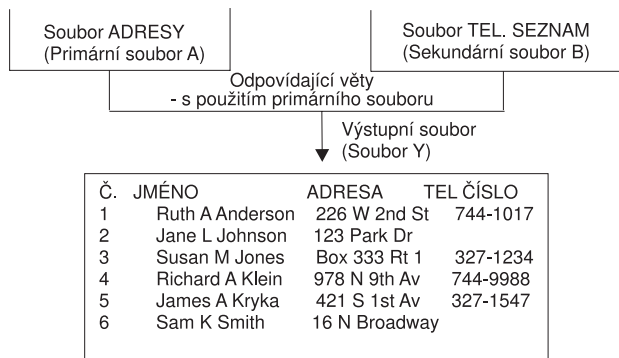 Soubor ADRESY
(Primární soubor A)
Soubor TEL. SEZNAM
(Sekundární soubor B)
Odpovídající věty
- s použitím primárního souboru
Výstupní soubor
(Soubor Y)
Č. JMÉNO ADRESA TEL ČÍSLO
1 Ruth A Anderson 226 W 2nd St 744-1017
2 Jane L Johnson 123 Park Dr
3 Susan M Jones Box 333 Rt 1 327-1234
4 Richard A Klein 978 N 9th Av 744-9988
5 James A Kryka 421 S 1st Av 327-1547
6 Sam K Smith 16 N Broadway